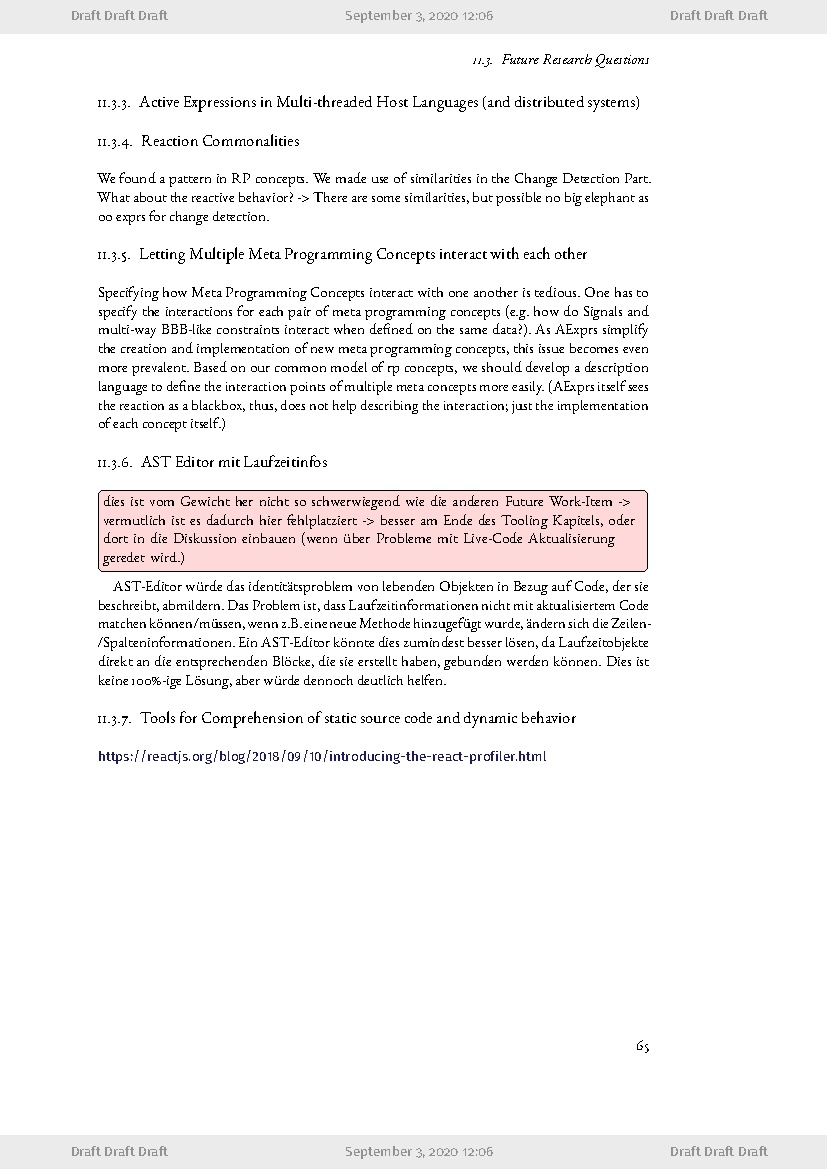 Draft Draft Draft September 3, 2020 12:06 Draft Draft Draft
11.3. Future Research Questions
11.3.3. Active Expressions in Multi-threaded Host Languages (and distributed systems)
11.3.4. Reaction Commonalities
We found a pattern in RP concepts. We made use of similarities in the Change Detection Part.
What about the reactive behavior? -> There are some similarities, but possible no big elephant as
oo exprs for change detection.
11.3.5. Letting Multiple Meta Programming Concepts interact with each other
Specifying how Meta Programming Concepts interact with one another is tedious. One has to
specify the interactions for each pair of meta programming concepts (e.g. how do Signals and
multi-way BBB-like constraints interact when defined on the same data?). As AExprs simplify
the creation and implementation of new meta programming concepts, this issue becomes even
more prevalent. Based on our common model of rp concepts, we should develop a description
language to define the interaction points of multiple meta concepts more easily. (AExprs itself sees
the reaction as a blackbox, thus, does not help describing the interaction; just the implementation
of each concept itself.)
11.3.6. AST Editor mit Laufzeitinfos
dies ist vom Gewicht her nicht so schwerwiegend wie die anderen Future Work-Item ->
vermutlich ist es dadurch hier fehlplatziert -> besser am Ende des Tooling Kapitels, oder
dort in die Diskussion einbauen (wenn über Probleme mit Live-Code Aktualisierung
geredet wird.)
AST-Editor würde das identitätsproblem von lebenden Objekten in Bezug auf Code, der sie
beschreibt, abmildern. Das Problem ist, dass Laufzeitinformationen nicht mit aktualisiertem Code
matchen können/müssen, wenn z.B. eine neue Methode hinzugefügt wurde, ändern sich die Zeilen-
/Spalteninformationen. Ein AST-Editor könnte dies zumindest besser lösen, da Laufzeitobjekte
direkt an die entsprechenden Blöcke, die sie erstellt haben, gebunden werden können. Dies ist
keine 100%-ige Lösung, aber würde dennoch deutlich helfen.
11.3.7. Tools for Comprehension of static source code and dynamic behavior
https://reactjs.org/blog/2018/09/10/introducing-the-react-profiler.html
65
Draft Draft Draft September 3, 2020 12:06 Draft Draft Draft